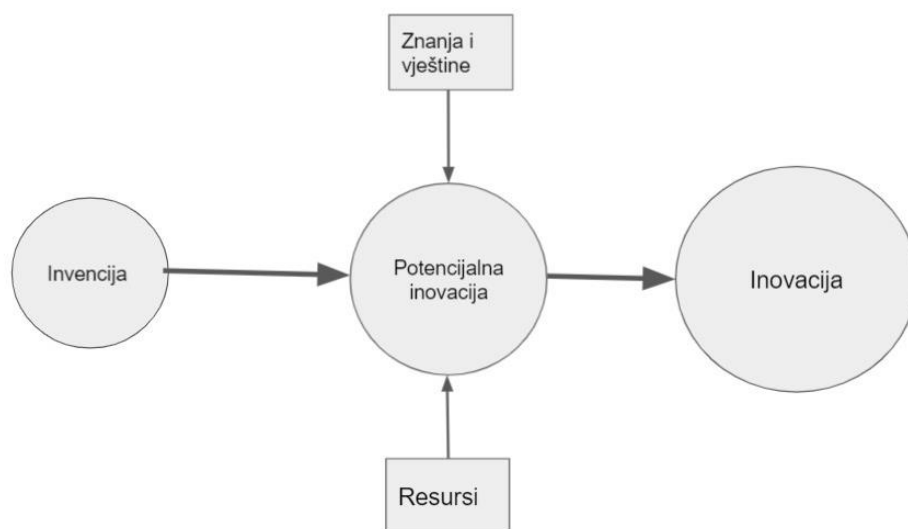 Znanja i
vještine
Invencija
Potencijalna
inovacija
Inovacija
Resursi